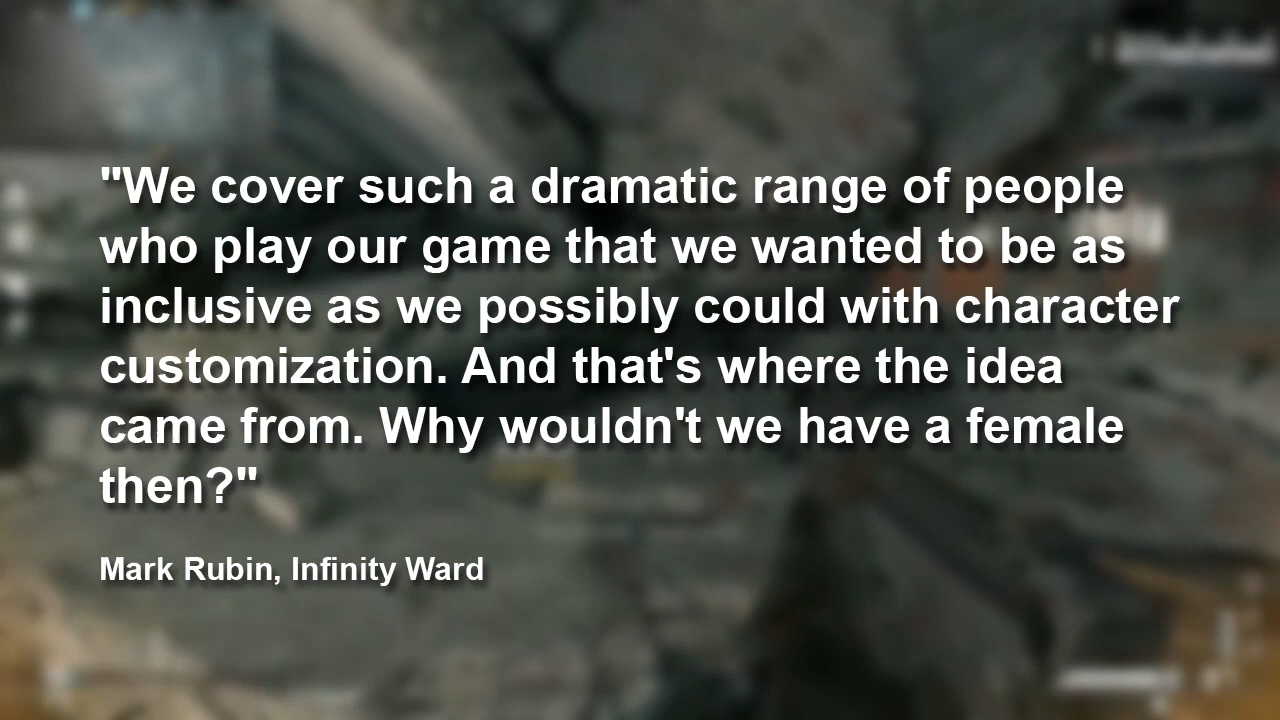 "We cover such a dramatic range of people
who play our game that we wanted to be as
inclusive as we possibly could with character
customization. And that's where the idea
came from. Why wouldn't we have a female
then?"
Mark Rubin, Infinity Ward